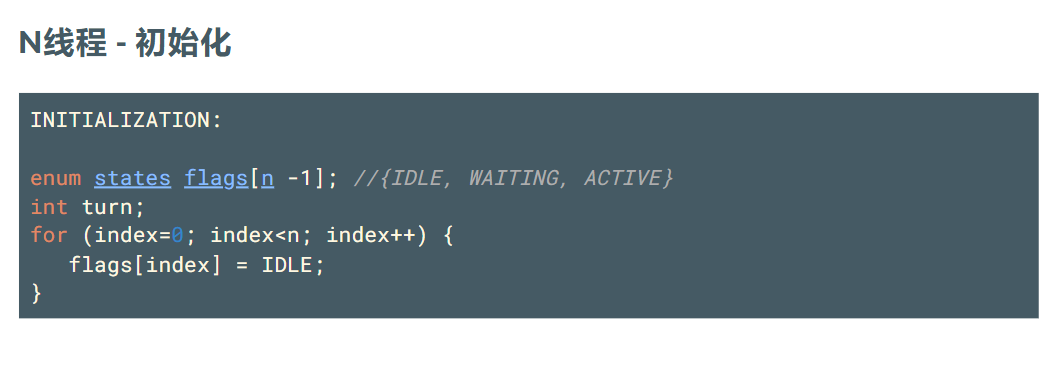 N线程 - 初始化
INITIALIZATION:
enum states flags[n -1]; //{IDLE, WAITING, ACTIVE}
int turn;
for (index=0; index<n; index++) {
   flags[index] = IDLE;
}